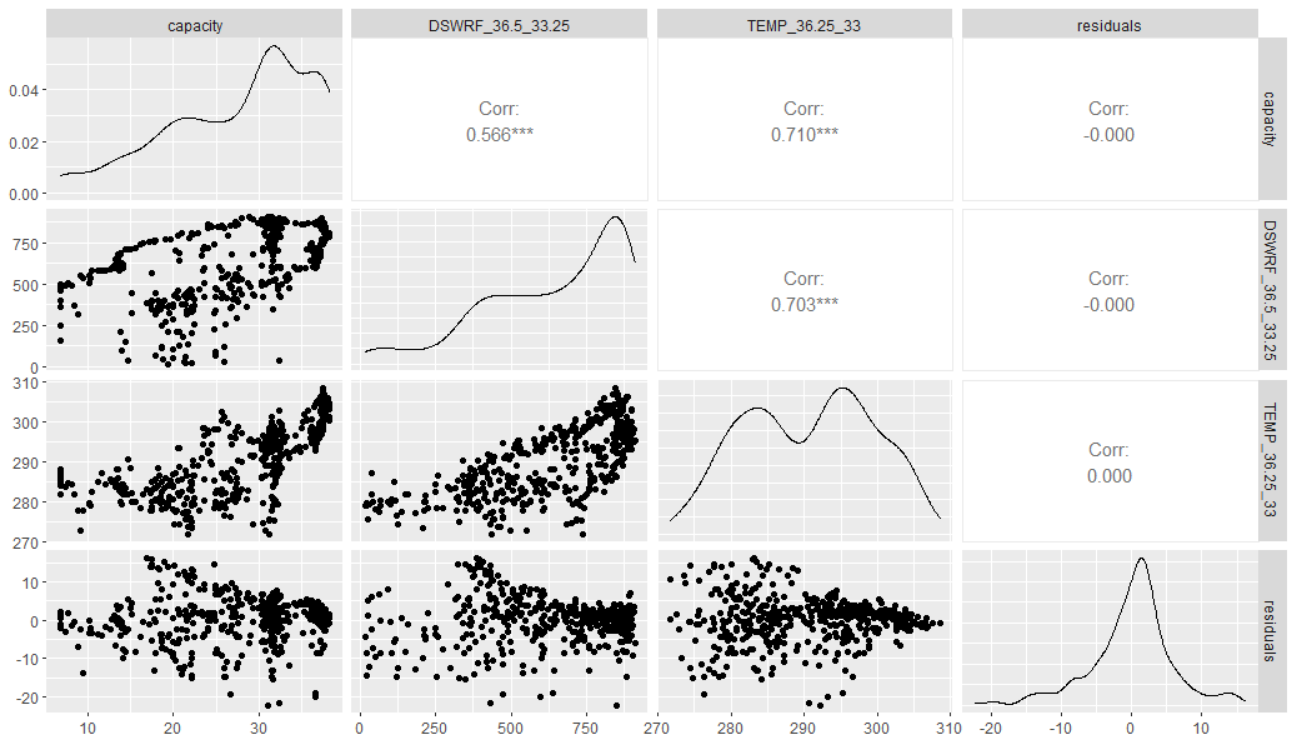 capacity DSWRF_36.5_33.25 TEMP_36.25_33 residuals
0.04
0.02
0.00
Corr:
0.566***
Corr:
0.710***
Corr:
-0.000
capacity
750
500
250
0
Corr:
0.703***
Corr:
-0.000
DSWRF_36.5_33.25
310
300
290
280
270
Corr:
0.000
TEMP_36.25_33
10
0
-10
-20
residuals
10 20 30 0 250 500 750 270 280 290 300 310 -20 -10 0 10